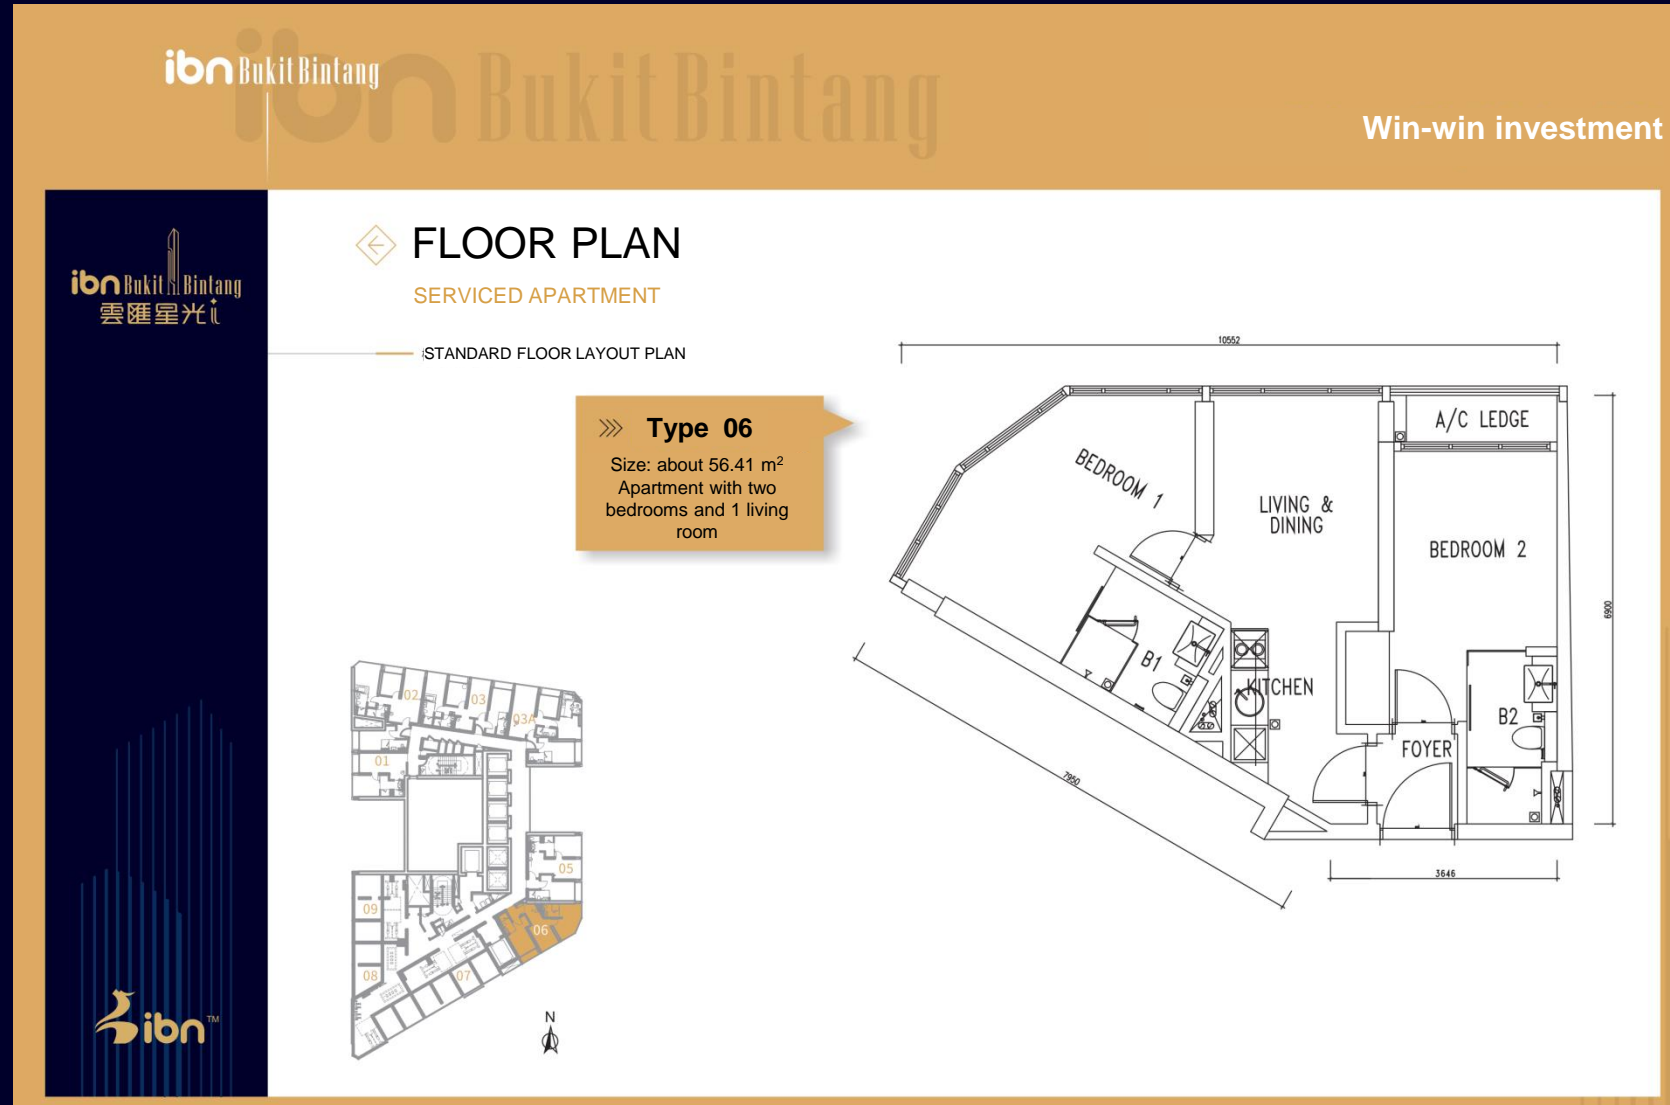 ibn Bukit Bintang
ibn Bukit Bintang
Win-win investment
ibn Bukit Bintang
雲匯星光i
FLOOR PLAN
SERVICED APARTMENT
STANDARD FLOOR LAYOUT PLAN
Type 06
Size: about 56.41 m²
Apartment with two
bedrooms and 1 living
room
10552
A/C LEDGE
BEDROOM 1
LIVING &
DINING
BEDROOM 2
6900
B1
KITCHEN
B2
FOYER
7950
3646
02
03
03A
01
05
09
06
08
07
N
ibn™